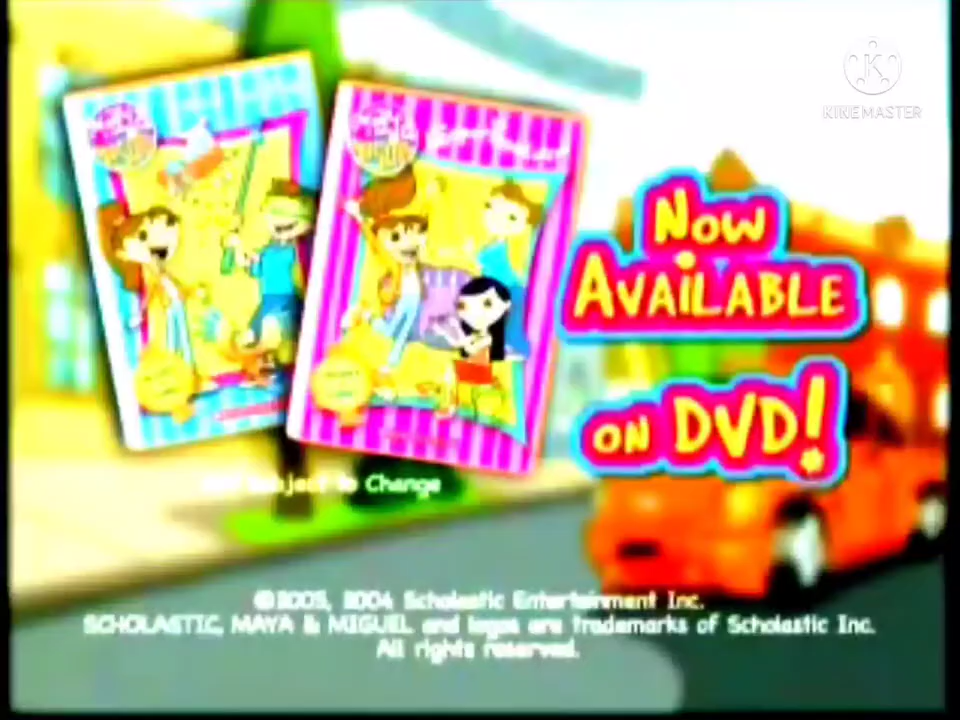 KINEMASTER
NOW
AVAILABLE
ON DVD!
Subject to Change
©2005, 2004 Scholastic Entertainment Inc.
SCHOLASTIC, MAYA & MIGUEL and logos are trademarks of Scholastic Inc.
All rights reserved.